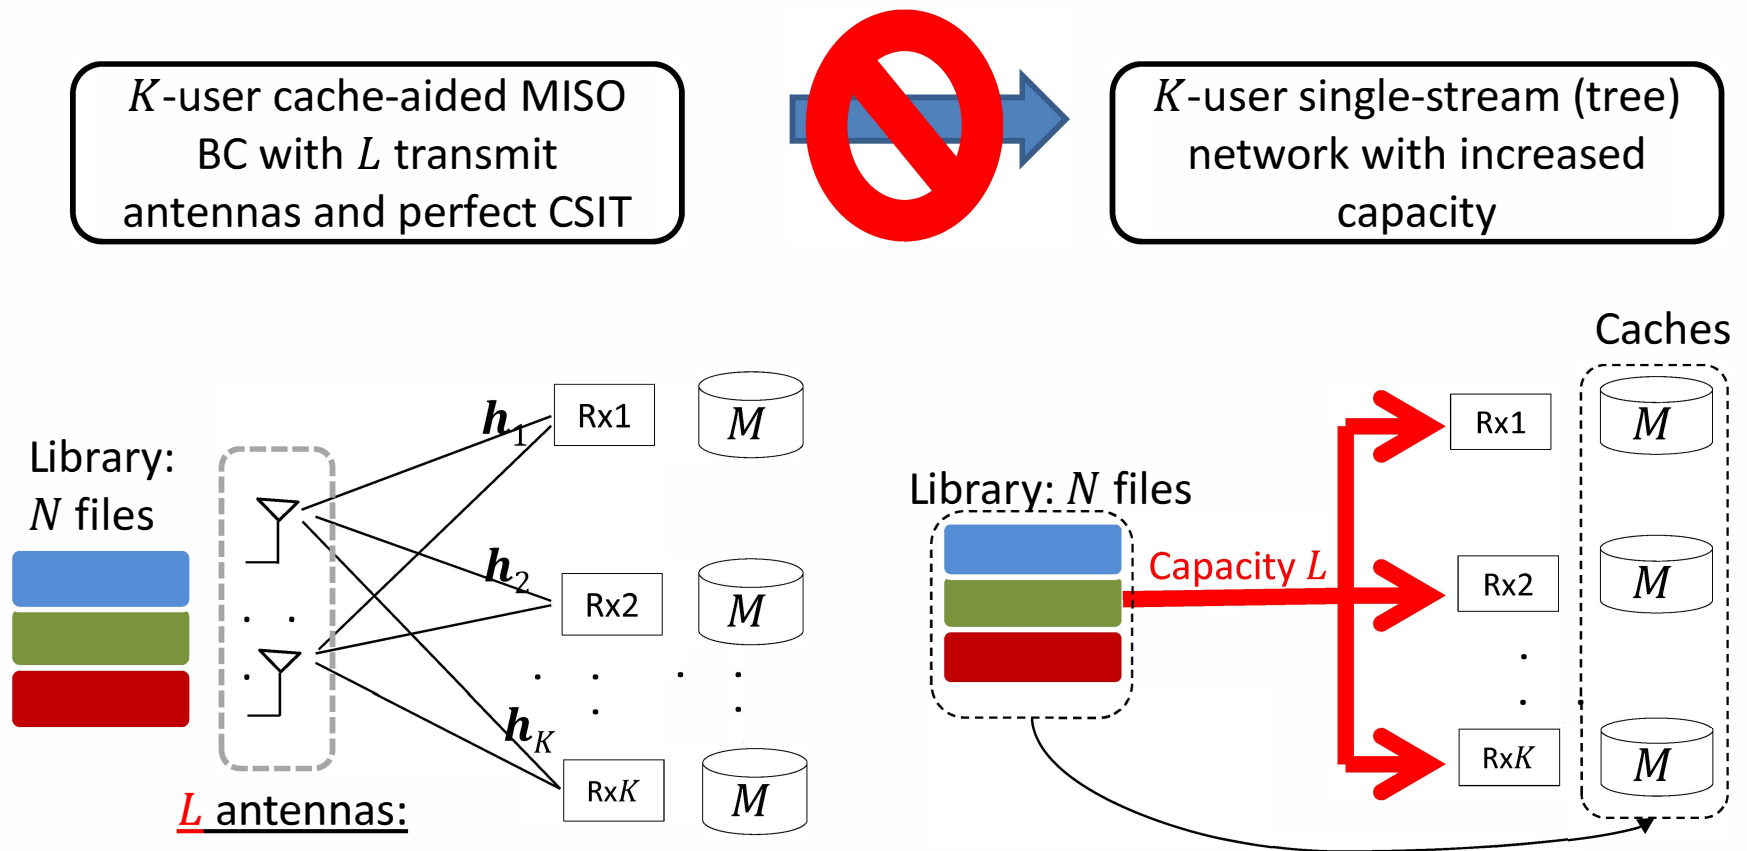 K-user cache-aided MISO
BC with L transmit
antennas and perfect CSIT
K-user single-stream (tree)
network with increased
capacity
Library:
N files
h1
h2
hK
Rx1
M
Rx2
M
RxK
M
L antennas:
Caches
Library: N files
Capacity L
Rx1
M
Rx2
M
RxK
M